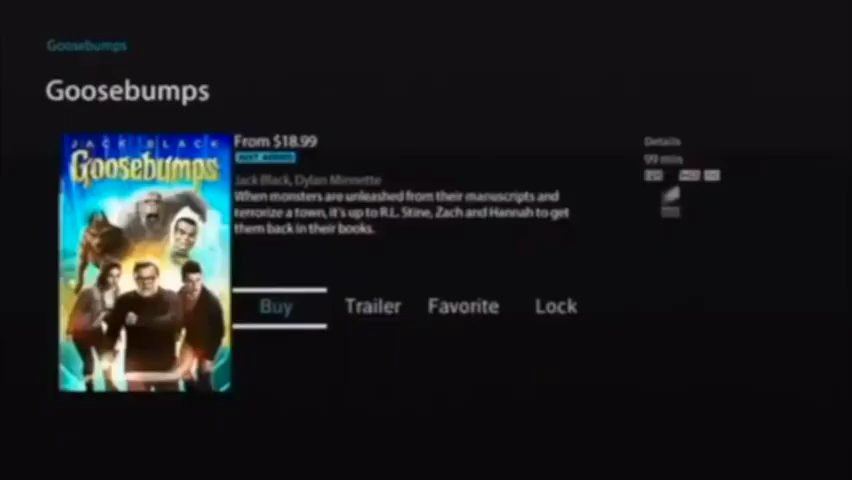 Goosebumps
Goosebumps
JACK BLACK
Goosebumps
From $18.99
JUST ADDED
Jack Black, Dylan Minnette
When monsters are unleashed from their manuscripts and
terrorize a town, it's up to R.L. Stine, Zach and Hannah to get
them back in their books.
Details
99 min
HD
Buy
Trailer
Favorite
Lock